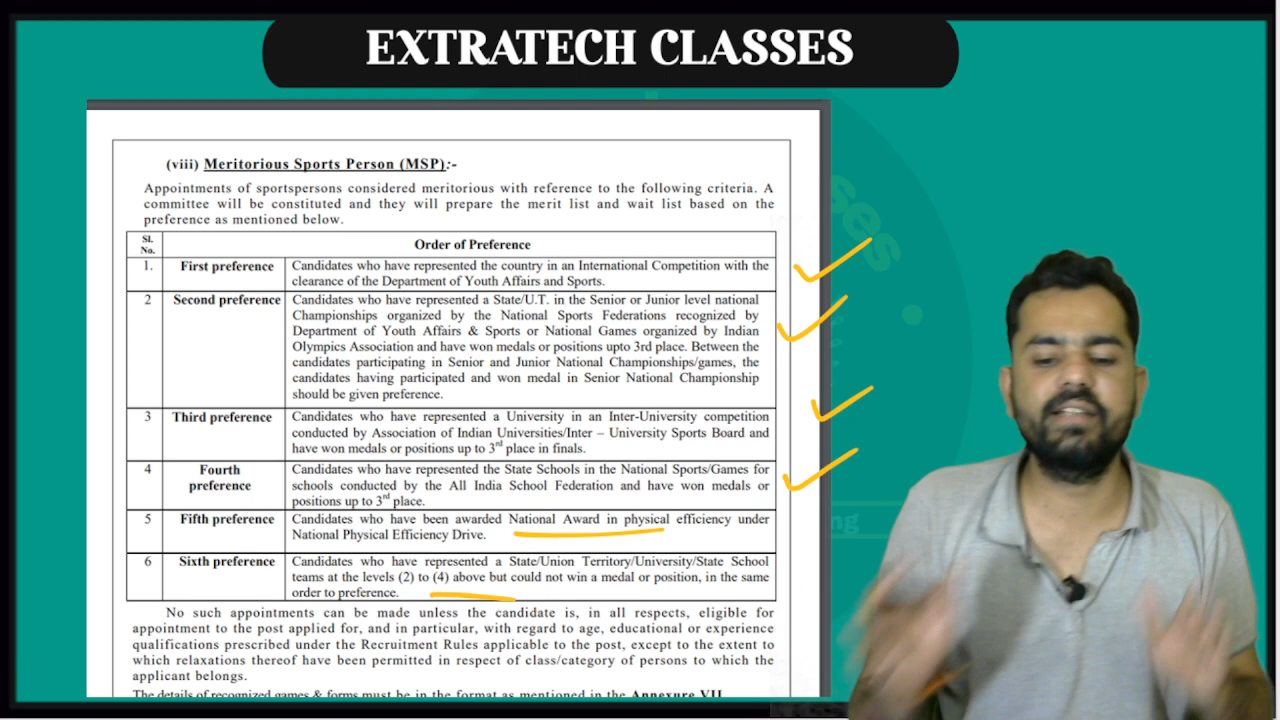 EXTRATECH CLASSES
(viii) Meritorious Sports Person (MSP):-
Appointments of sportspersons considered meritorious with reference to the following criteria. A
committee will be constituted and they will prepare the merit list and wait list based on the
preference as mentioned below.
Sl.
No.
Order of Preference
1.
First preference
Candidates who have represented the country in an International Competition with the
clearance of the Department of Youth Affairs and Sports.
2
Second preference
Candidates who have represented a State/U.T. in the Senior or Junior level national
Championships organized by the National Sports Federations recognized by
Department of Youth Affairs & Sports or National Games organized by Indian
Olympics Association and have won medals or positions upto 3rd place. Between the
candidates participating in Senior and Junior National Championships/games, the
candidates having participated and won medal in Senior National Championship
should be given preference.
3
Third preference
Candidates who have represented a University in an Inter-University competition
conducted by Association of Indian Universities/Inter – University Sports Board and
have won medals or positions up to 3rd place in finals.
4
Fourth
preference
Candidates who have represented the State Schools in the National Sports/Games for
schools conducted by the All India School Federation and have won medals or
positions up to 3rd place.
5
Fifth preference
Candidates who have been awarded National Award in physical efficiency under
National Physical Efficiency Drive.
6
Sixth preference
Candidates who have represented a State/Union Territory/University/State School
teams at the levels (2) to (4) above but could not win a medal or position, in the same
order to preference.
No such appointments can be made unless the candidate is, in all respects, eligible for
appointment to the post applied for, and in particular, with regard to age, educational or experience
qualifications prescribed under the Recruitment Rules applicable to the post, except to the extent to
which relaxations thereof have been permitted in respect of class/category of persons to which the
applicant belongs.
The details of recognized games & forms must be in the format as mentioned in the Annexure VII